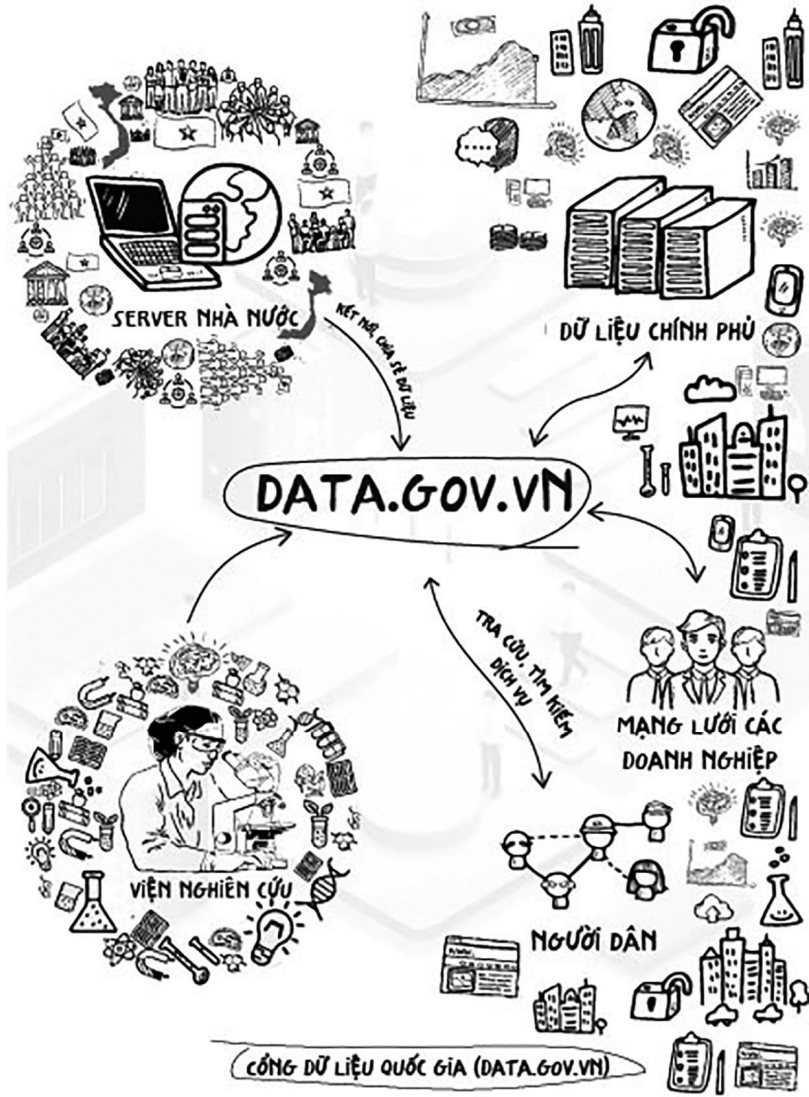 SERVER NHÀ NƯỚC
KẾT NỐI, CHIA SẺ DỮ LIỆU
DỮ LIỆU CHÍNH PHỦ
DATA.GOV.VN
TRA CỨU, TÌM KIẾM
DỊCH VỤ
MẠNG LƯỚI CÁC
DOANH NGHIỆP
VIỆN NGHIÊN CỨU
NGƯỜI DÂN
CỔNG DỮ LIỆU QUỐC GIA (DATA.GOV.VN)